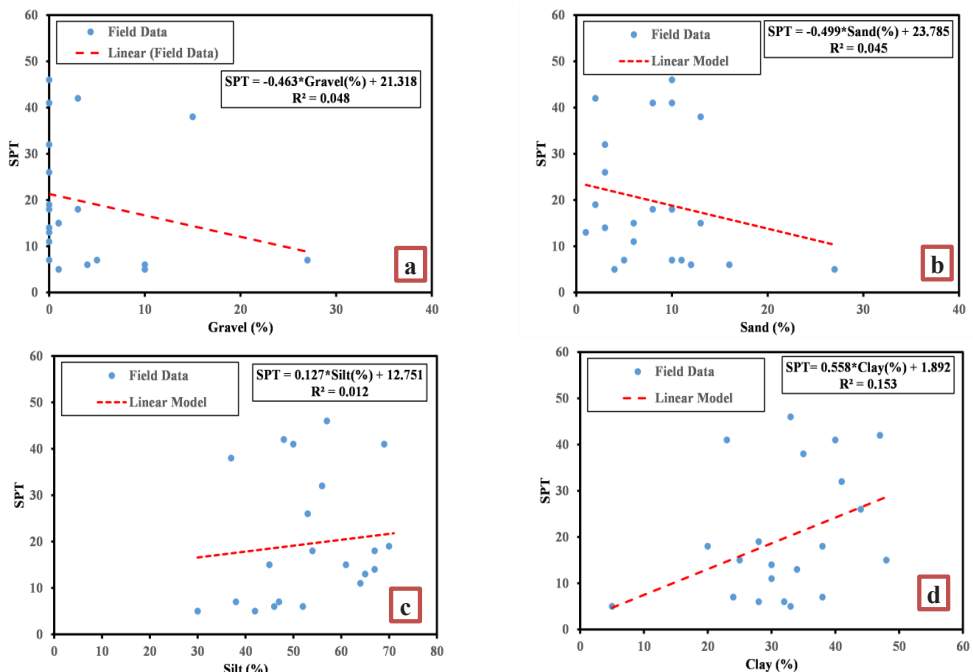 60
50
40
30
20
10
0
SPT
Field Data
Linear (Field Data)
SPT = -0.463*Gravel(%) + 21.318
R² = 0.048
a
0 10 20 30 40
Gravel (%)
60
50
40
30
20
10
0
SPT
Field Data
Linear Model
SPT = -0.499*Sand(%) + 23.785
R² = 0.045
b
0 10 20 30 40
Sand (%)
60
50
40
30
20
10
0
SPT
Field Data
Linear Model
SPT = 0.127*Silt(%) + 12.751
R² = 0.012
c
0 10 20 30 40 50 60 70 80
Silt (%)
60
50
40
30
20
10
0
SPT
Field Data
Linear Model
SPT= 0.558*Clay(%) + 1.892
R² = 0.153
d
0 10 20 30 40 50 60
Clay (%)